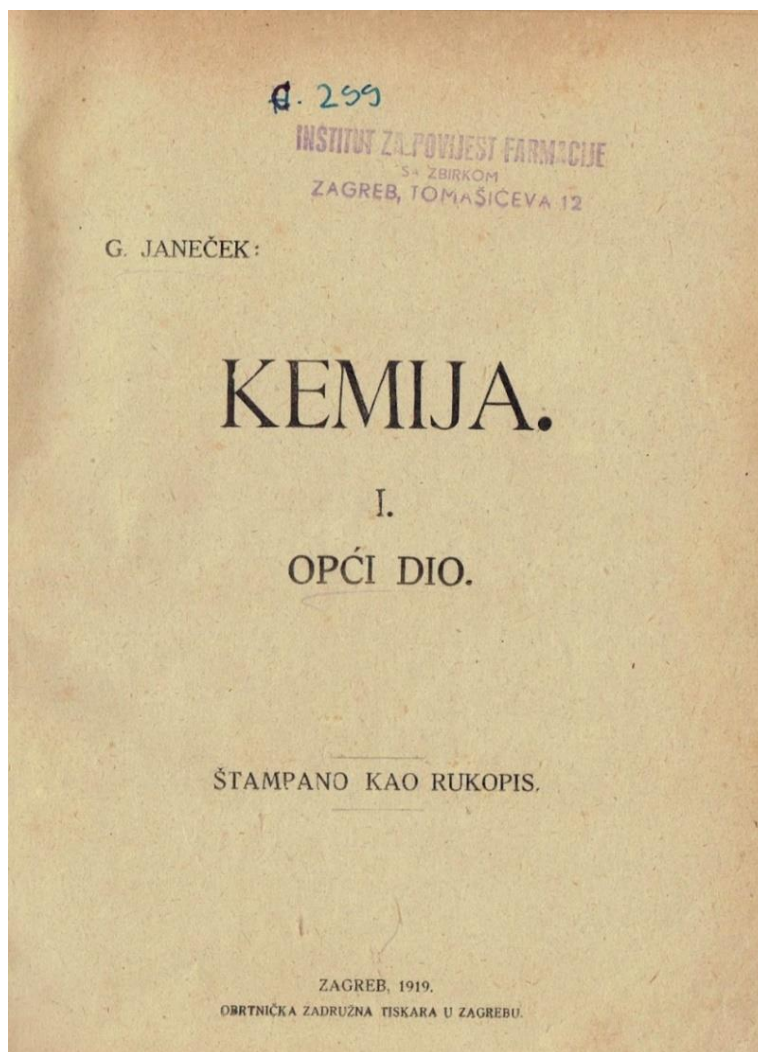 G. 299
INSTITUT ZA POVIJEST FARMACIJE
SA ZBIRKOM
ZAGREB, TOMAŠIĆEVA 12
G. JANEČEK:
KEMIJA.
I.
OPĆI DIO.
ŠTAMPANO KAO RUKOPIS.
ZAGREB, 1919.
OBRTNIČKA ZADRUŽNA TISKARA U ZAGREBU.